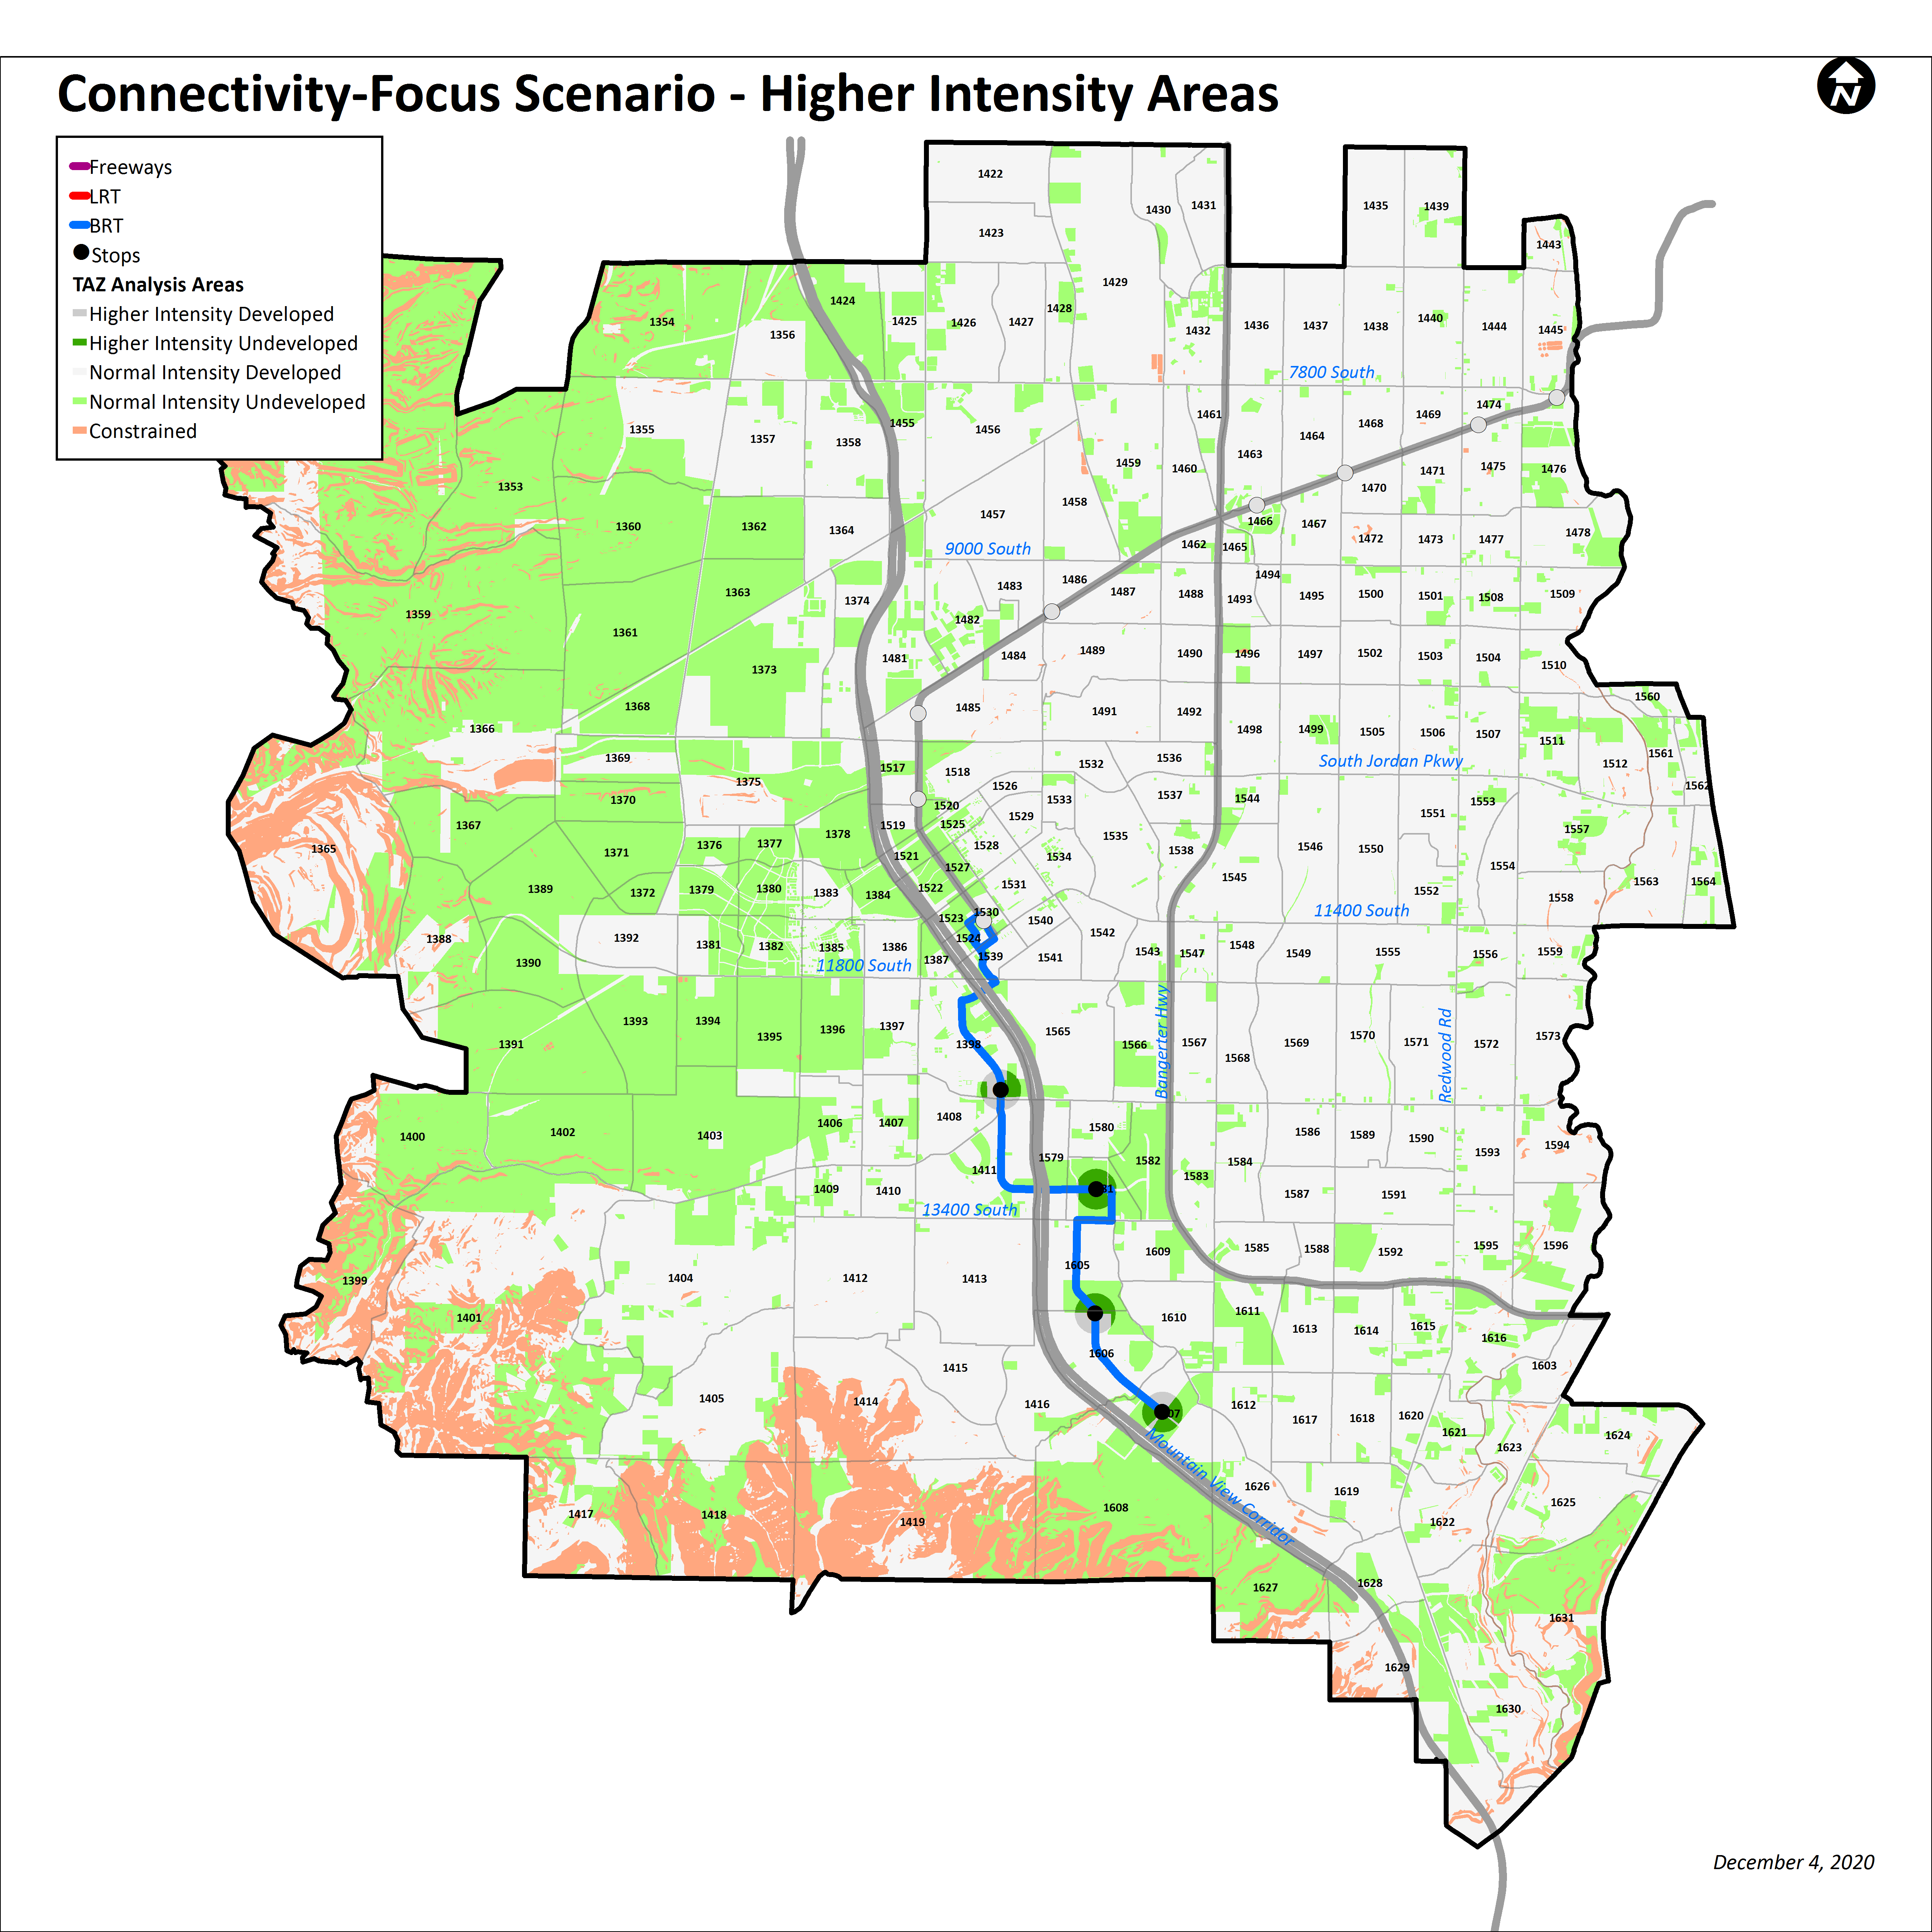 Connectivity-Focus Scenario - Higher Intensity Areas
N
Freeways
LRT
BRT
Stops
TAZ Analysis Areas
Higher Intensity Developed
Higher Intensity Undeveloped
Normal Intensity Developed
Normal Intensity Undeveloped
Constrained
1422
1430 1431 1435 1439
1423
1443
1429
1424
1428
1354 1356 1425 1426 1427 1432 1436 1437 1438 1440 1444 1445
7800 South
1474
1355 1357 1358 1455 1456 1461 1464 1468 1469
1459 1460 1463 1471 1475 1476
1353 1470
1458
1360 1362 1364 1457 1466 1467
1472 1473 1477 1478
9000 South 1462 1465
1494
1483 1486
1359 1363 1374 1487 1488 1493 1495 1500 1501 1508 1509
1482
1361
1373 1481 1484 1489 1490 1496 1497 1502 1503 1504 1510
1368 1485 1491 1492
1560
1366 1498 1499 1505 1506 1507 1511
1369 1532 1536 South Jordan Pkwy 1512 1561
1517 1518
1375 1526 1562
1370 1520 1533 1537 1544 1553
1367 1519 1525 1529 1551
1378 1535 1557
1365 1371 1376 1377 1521 1528 1534 1538 1546 1550
1527 1554
1389 1372 1379 1380 1383 1384 1522 1531 1545 1552 1563 1564
1558
1523 1530 1540 11400 South
1388 1392 1381 1382 1385 1386 1524 1542
1390 11800 South 1387 1539 1541 1543 1547 1548 1549 1555 1556 1559
1393 1394 1395 1396 1397 1565
1391 1398 1566 Bangerter Hwy 1567 1568 1569 1570 1571 Redwood Rd 1572 1573
1400 1402 1403 1406 1407 1408 1580 1586 1589 1590 1593 1594
1411 1579 1582 1583 1584
1409 1410 1587 1591
13400 South
1399 1404 1412 1413 1605 1609 1585 1588 1592 1595 1596
1401 1610 1611 1613 1614 1615 1616
1415 1606 1603
1405 1414 1416 1612 1617 1618 1620
1621 1623 1624
Mountain View Corridor
1417 1418 1419 1608 1626 1619 1622 1625
1627 1628
1631
1629
1630
December 4, 2020